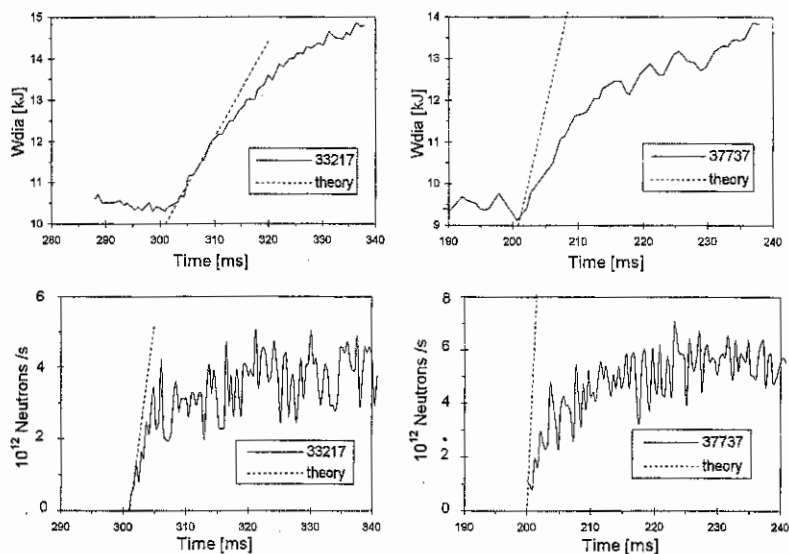 15
14
13
12
11
10
Wdia [kJ]
33217
theory
280 290 300 310 320 330 340
Time [ms]
14
13
12
11
10
9
Wdia [kJ]
37737
theory
190 200 210 220 230 240
Time [ms]
6
4
2
0
10¹² Neutrons /s
33217
theory
290 300 310 320 330 340
Time [ms]
8
6
4
2
0
10¹² Neutrons /s
37737
theory
190 200 210 220 230 240
Time [ms]